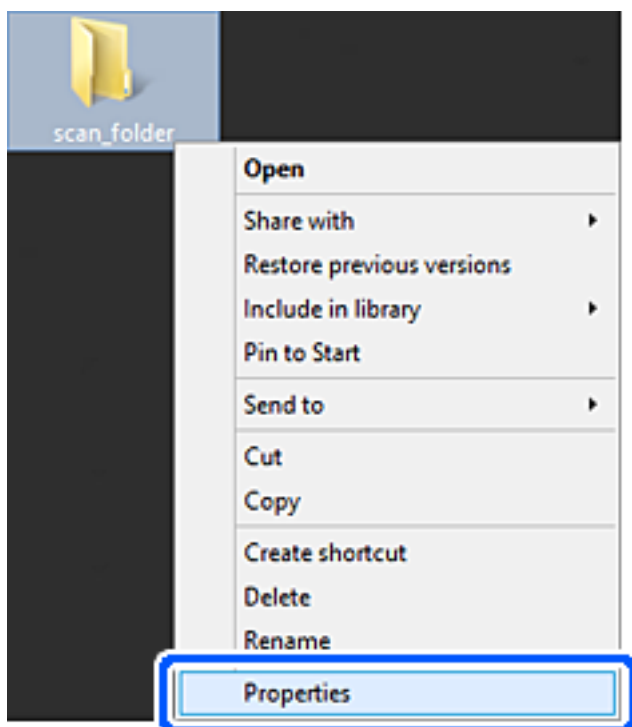 scan_folder
Open
Share with
Restore previous versions
Include in library
Pin to Start
Send to
Cut
Copy
Create shortcut
Delete
Rename
Properties